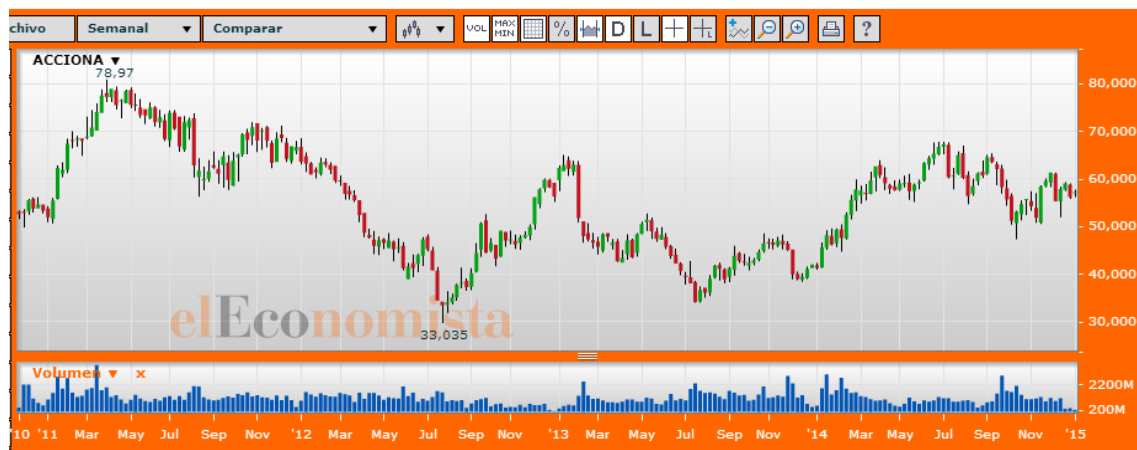 chivo Semanal ▼ Comparar ▼ ▼ VOL MAX MIN % D L L ?
ACCIONA ▼
78,97
80,000
70,000
60,000
50,000
40,000
elEconomista
30,000
33,035
Volumen ▼ x
2200M
200M
'10 '11 Mar May Jul Sep Nov '12 Mar May Jul Sep Nov '13 Mar May Jul Sep Nov '14 Mar May Jul Sep Nov '15